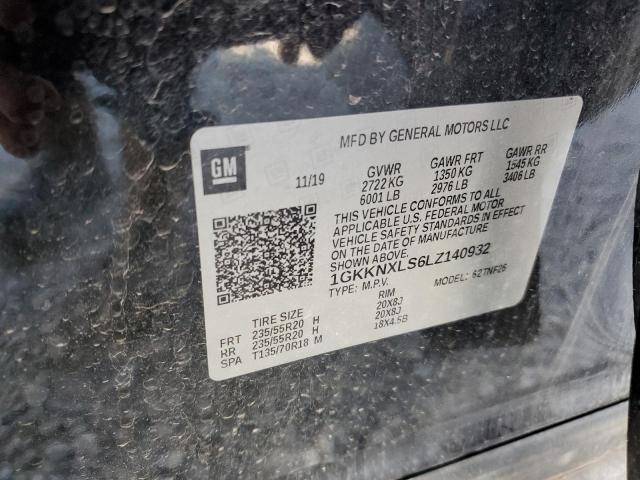 MFD BY GENERAL MOTORS LLC
GM
11/19
GVWR
2722 KG
6001 LB
GAWR FRT
1350 KG
2976 LB
GAWR RR
1545 KG
3406 LB
THIS VEHICLE CONFORMS TO ALL
APPLICABLE U.S. FEDERAL MOTOR
VEHICLE SAFETY STANDARDS IN EFFECT
ON THE DATE OF MANUFACTURE
SHOWN ABOVE.
1GKKNXLS6LZ140932
TYPE: M.P.V. MODEL: 62TNF26
TIRE SIZE RIM
FRT 235/55R20 H 20X8J
RR 235/55R20 H 20X8J
SPA T135/70R18 M 18X4.5B